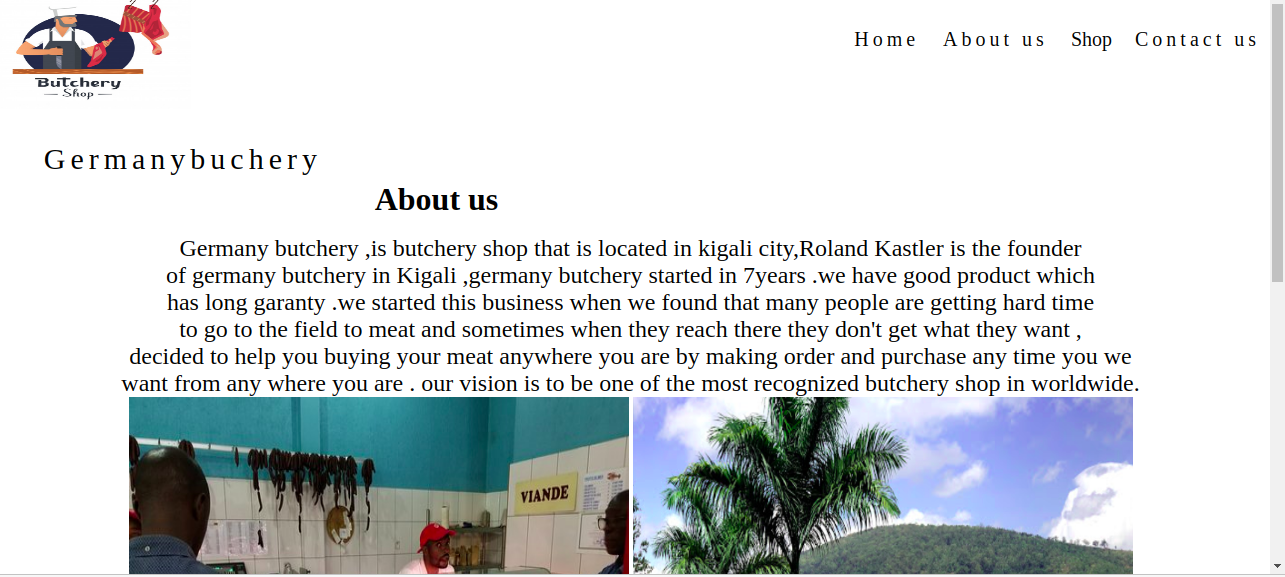 Butchery
Shop
Home About us Shop Contact us
Germanybuchery
About us
Germany butchery ,is butchery shop that is located in kigali city,Roland Kastler is the founder
of germany butchery in Kigali ,germany butchery started in 7years .we have good product which
has long garanty .we started this business when we found that many people are getting hard time
to go to the field to meat and sometimes when they reach there they don't get what they want ,
decided to help you buying your meat anywhere you are by making order and purchase any time you we
want from any where you are . our vision is to be one of the most recognized butchery shop in worldwide.
VIANDE